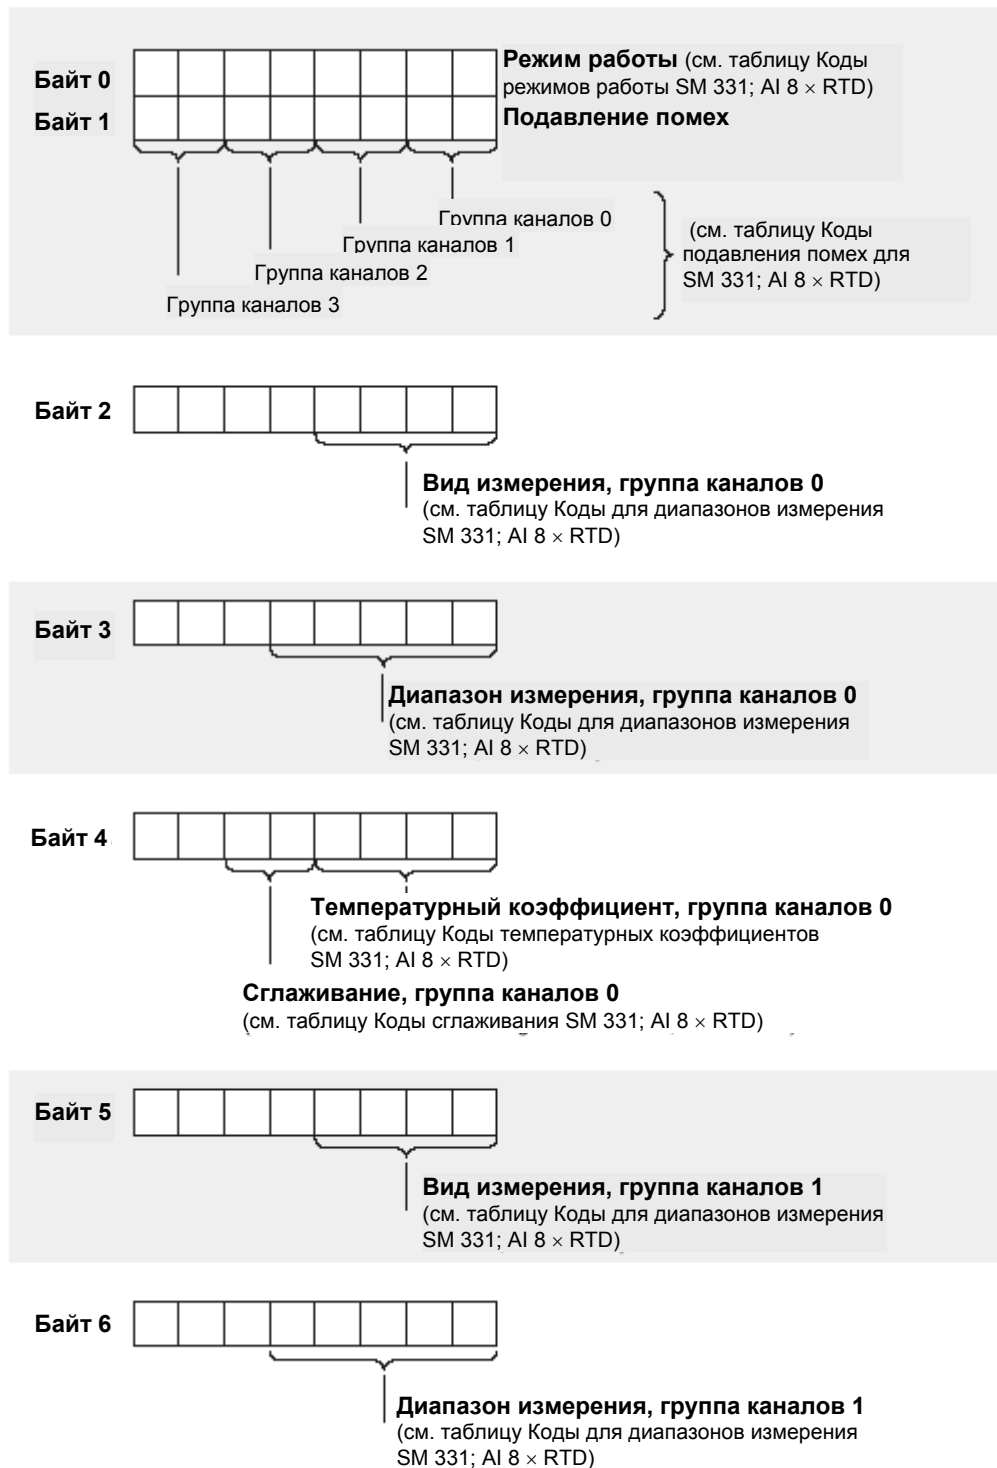 Байт 0
Режим работы (см. таблицу Коды
режимов работы SM 331; AI 8 × RTD)
Байт 1
Подавление помех
Группа каналов 0
Группа каналов 1
Группа каналов 2
Группа каналов 3
(см. таблицу Коды
подавления помех для
SM 331; AI 8 × RTD)
Байт 2
Вид измерения, группа каналов 0
(см. таблицу Коды для диапазонов измерения
SM 331; AI 8 × RTD)
Байт 3
Диапазон измерения, группа каналов 0
(см. таблицу Коды для диапазонов измерения
SM 331; AI 8 × RTD)
Байт 4
Температурный коэффициент, группа каналов 0
(см. таблицу Коды температурных коэффициентов
SM 331; AI 8 × RTD)
Сглаживание, группа каналов 0
(см. таблицу Коды сглаживания SM 331; AI 8 × RTD)
Байт 5
Вид измерения, группа каналов 1
(см. таблицу Коды для диапазонов измерения
SM 331; AI 8 × RTD)
Байт 6
Диапазон измерения, группа каналов 1
(см. таблицу Коды для диапазонов измерения
SM 331; AI 8 × RTD)